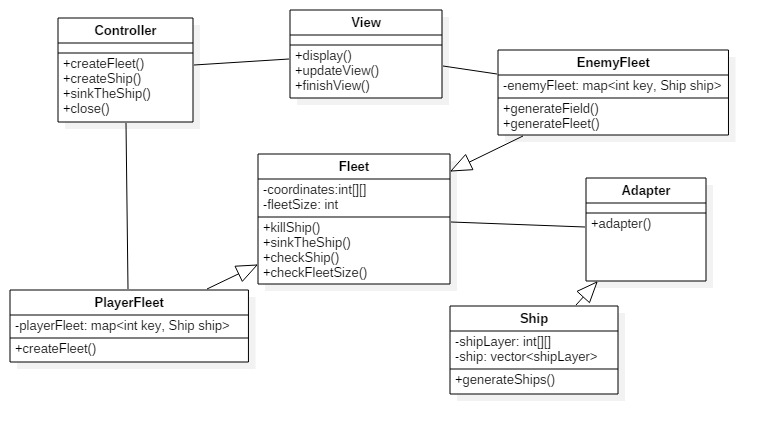 Controller
+createFleet()
+createShip()
+sinkTheShip()
+close()
View
+display()
+updateView()
+finishView()
EnemyFleet
-enemyFleet: map<int key, Ship ship>
+generateField()
+generateFleet()
Fleet
-coordinates:int[][]
-fleetSize: int
+killShip()
+sinkTheShip()
+checkShip()
+checkFleetSize()
Adapter
+adapter()
PlayerFleet
-playerFleet: map<int key, Ship ship>
+createFleet()
Ship
-shipLayer: int[][]
-ship: vector<shipLayer>
+generateShips()